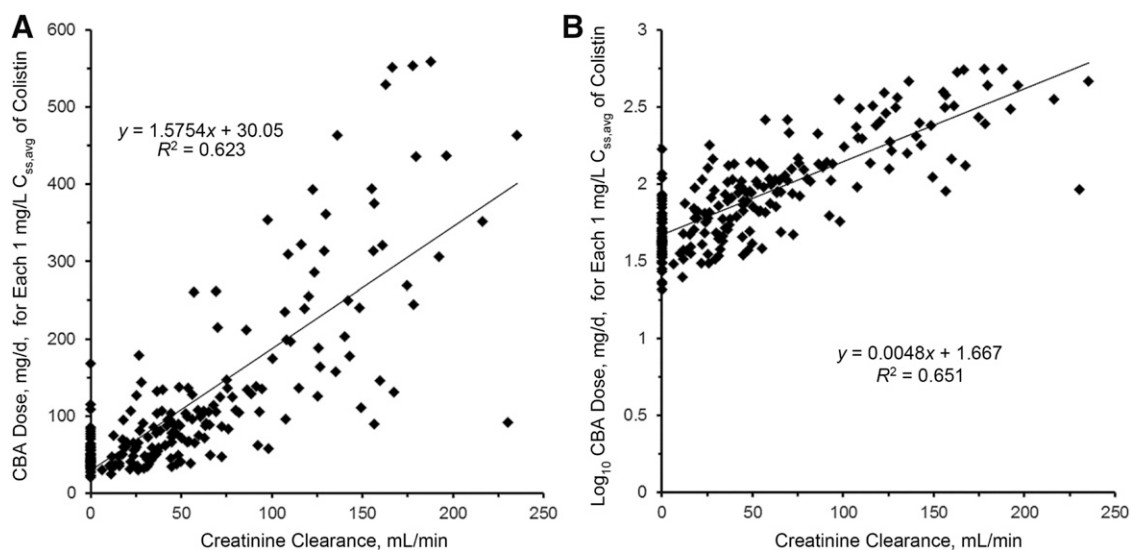 A
CBA Dose, mg/d, for Each 1 mg/L Css,avg of Colistin
600
500
400
300
200
100
0
y = 1.5754x + 30.05
R² = 0.623
0 50 100 150 200 250
Creatinine Clearance, mL/min
B
Log₁₀ CBA Dose, mg/d, for Each 1 mg/L Css,avg of Colistin
3
2.5
2
1.5
1
0.5
0
y = 0.0048x + 1.667
R² = 0.651
0 50 100 150 200 250
Creatinine Clearance, mL/min